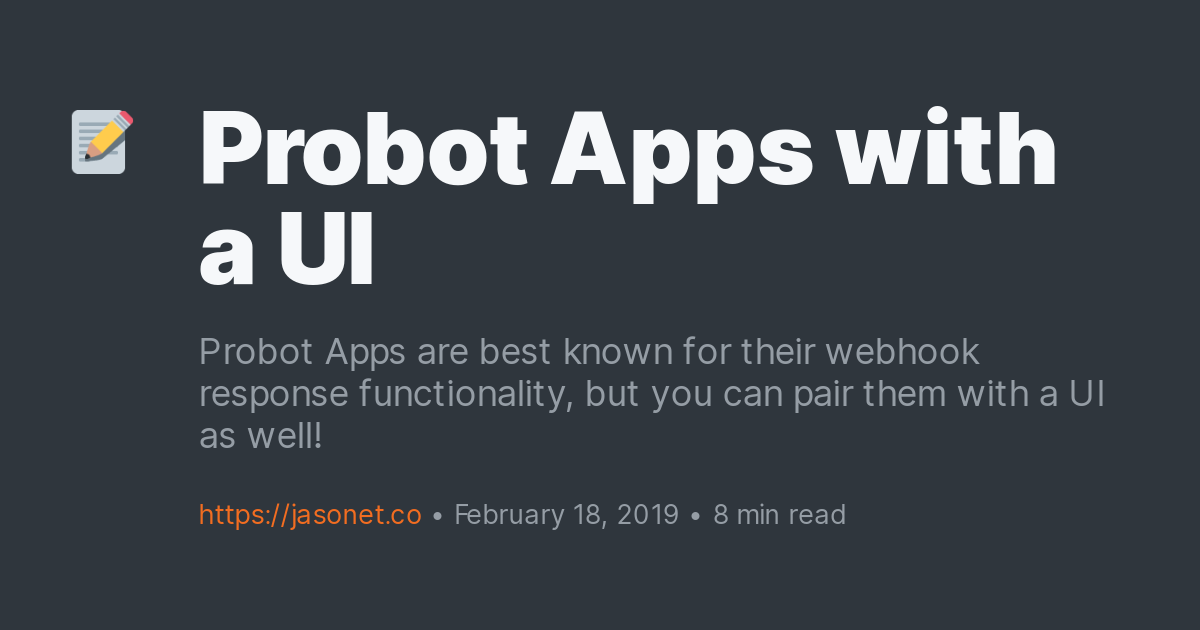 Probot Apps with
a UI
Probot Apps are best known for their webhook
response functionality, but you can pair them with a UI
as well!
https://jasonet.co • February 18, 2019 • 8 min read